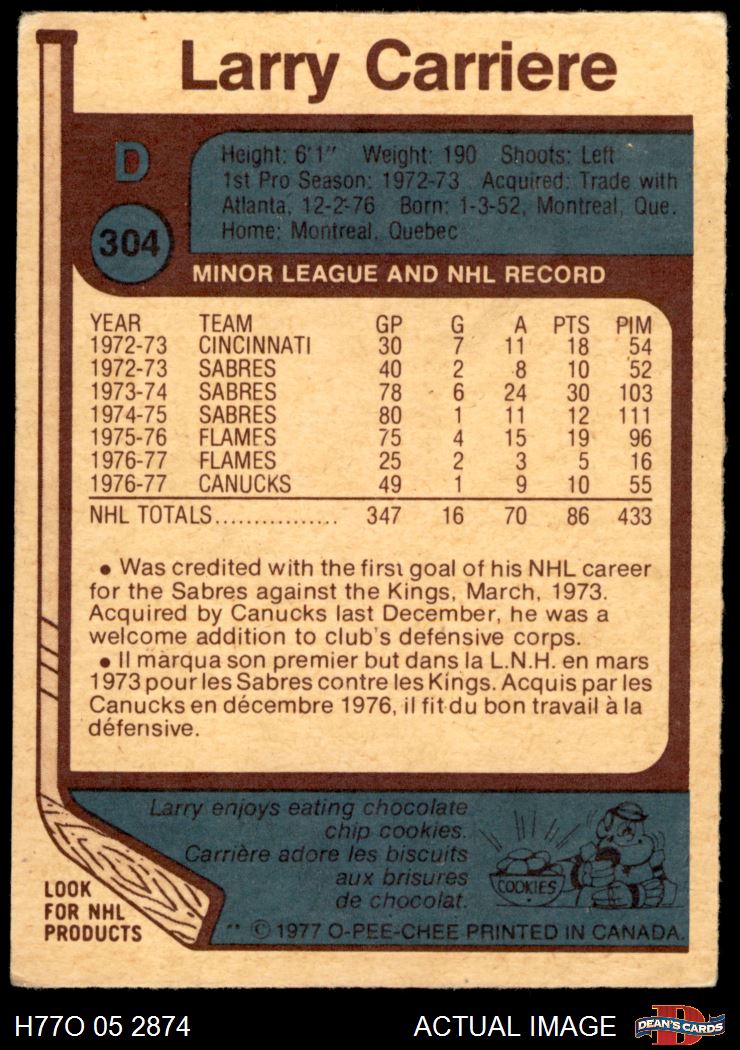 Larry Carriere
D
Height: 6'1" Weight: 190 Shoots: Left
1st Pro Season: 1972-73 Acquired: Trade with
Atlanta, 12-2-76 Born: 1-3-52, Montreal, Que.
Home: Montreal, Quebec
304
MINOR LEAGUE AND NHL RECORD
YEAR TEAM GP G A PTS PIM
1972-73 CINCINNATI 30 7 11 18 54
1972-73 SABRES 40 2 8 10 52
1973-74 SABRES 78 6 24 30 103
1974-75 SABRES 80 1 11 12 111
1975-76 FLAMES 75 4 15 19 96
1976-77 FLAMES 25 2 3 5 16
1976-77 CANUCKS 49 1 9 10 55
NHL TOTALS................ 347 16 70 86 433
• Was credited with the first goal of his NHL career
for the Sabres against the Kings, March, 1973.
Acquired by Canucks last December, he was a
welcome addition to club's defensive corps.
• Il marqua son premier but dans la L.N.H. en mars
1973 pour les Sabres contre les Kings. Acquis par les
Canucks en décembre 1976, il fit du bon travail à la
défensive.
Larry enjoys eating chocolate
chip cookies.
Carrière adore les biscuits
aux brisures
de chocolat.
COOKIES
LOOK
FOR NHL
PRODUCTS
** © 1977 O-PEE-CHEE PRINTED IN CANADA.
H77O 05 2874 ACTUAL IMAGE D DEAN'S CARDS